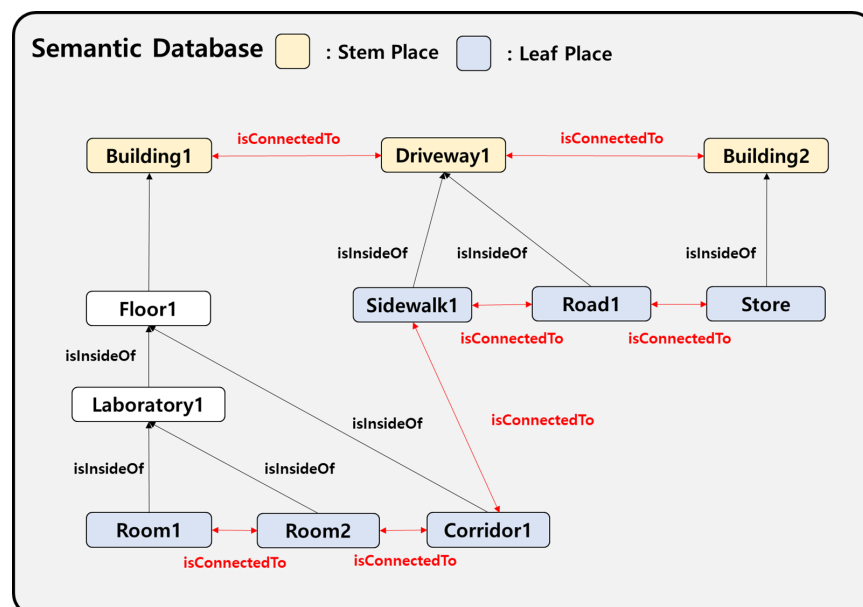 Semantic Database : Stem Place : Leaf Place
isConnectedTo isConnectedTo
Building1 Driveway1 Building2
isInsideOf isInsideOf isInsideOf
Floor1 Sidewalk1 Road1 Store
isConnectedTo isConnectedTo
isInsideOf
Laboratory1
isConnectedTo
isInsideOf
isInsideOf isInsideOf
Room1 Room2 Corridor1
isConnectedTo isConnectedTo